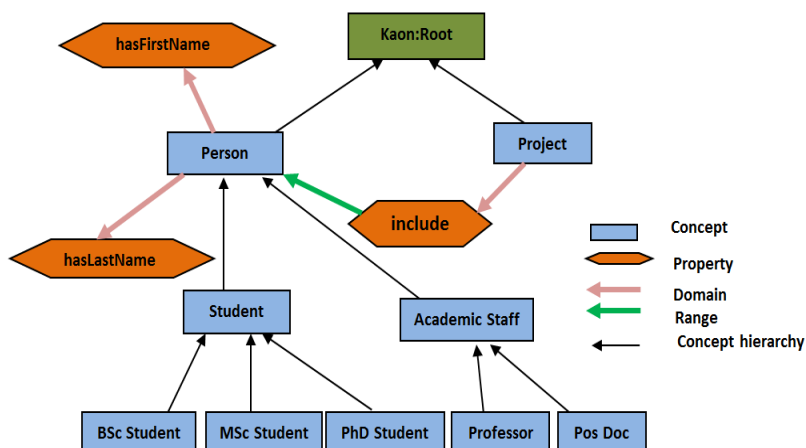 hasFirstName
Kaon:Root
Person
Project
include
hasLastName
Concept
Property
Domain
Range
Concept hierarchy
Student
Academic Staff
BSc Student
MSc Student
PhD Student
Professor
Pos Doc